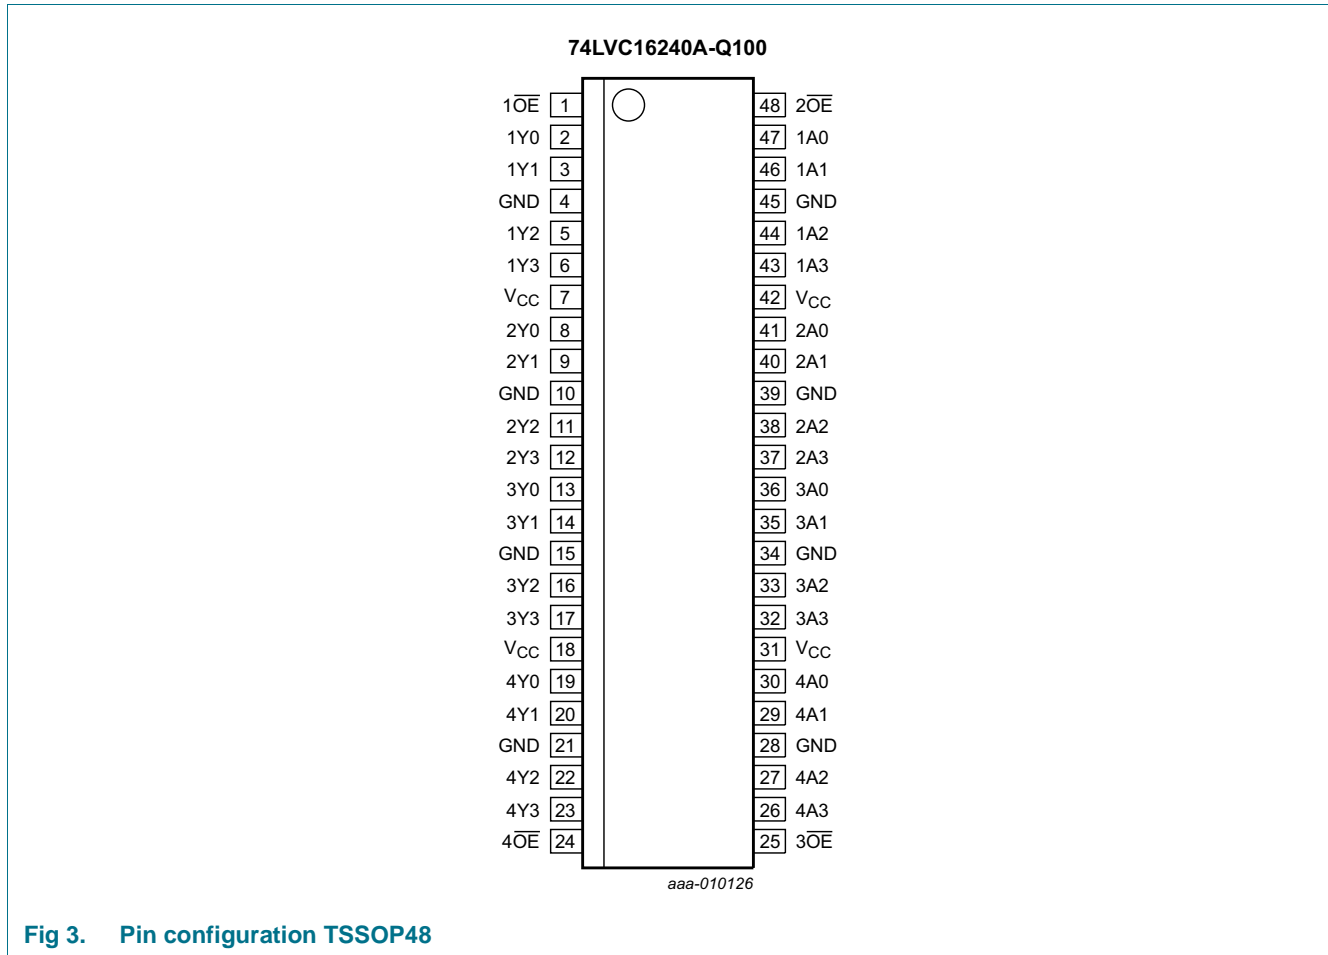 74LVC16240A-Q100
1O̅E̅ 1 48 2O̅E̅
1Y0 2 47 1A0
1Y1 3 46 1A1
GND 4 45 GND
1Y2 5 44 1A2
1Y3 6 43 1A3
VCC 7 42 VCC
2Y0 8 41 2A0
2Y1 9 40 2A1
GND 10 39 GND
2Y2 11 38 2A2
2Y3 12 37 2A3
3Y0 13 36 3A0
3Y1 14 35 3A1
GND 15 34 GND
3Y2 16 33 3A2
3Y3 17 32 3A3
VCC 18 31 VCC
4Y0 19 30 4A0
4Y1 20 29 4A1
GND 21 28 GND
4Y2 22 27 4A2
4Y3 23 26 4A3
4O̅E̅ 24 25 3O̅E̅
aaa-010126
Fig 3. Pin configuration TSSOP48